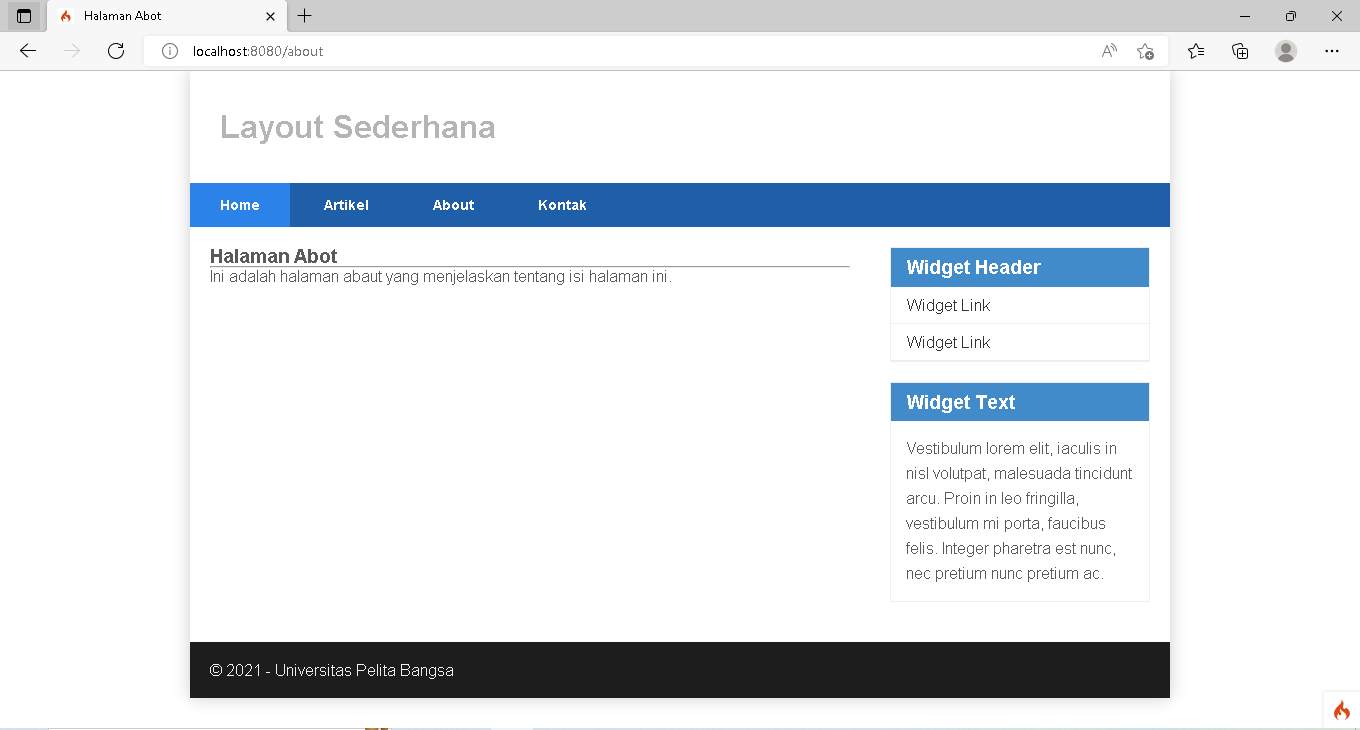 Halaman Abot
localhost:8080/about
Layout Sederhana
Home Artikel About Kontak
Halaman Abot
Ini adalah halaman abaut yang menjelaskan tentang isi halaman ini.
Widget Header
Widget Link
Widget Link
Widget Text
Vestibulum lorem elit, iaculis in
nisl volutpat, malesuada tincidunt
arcu. Proin in leo fringilla,
vestibulum mi porta, faucibus
felis. Integer pharetra est nunc,
nec pretium nunc pretium ac.
© 2021 - Universitas Pelita Bangsa